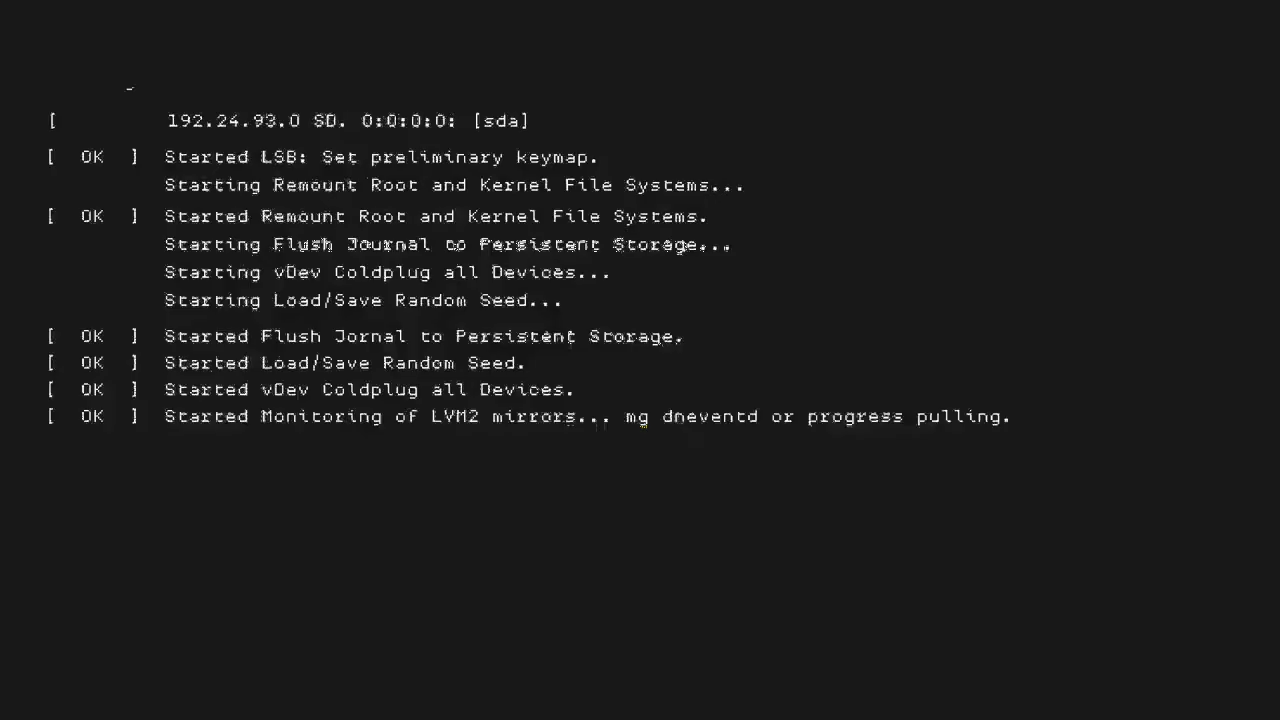 [ 192.24.93.0 SD. 0:0:0:0: [sda]
[ OK ] Started LSB: Set preliminary keymap.
Starting Remount Root and Kernel File Systems...
[ OK ] Started Remount Root and Kernel File Systems.
Starting Flush Journal to Persistent Storage...
Starting vDev Coldplug all Devices...
Starting Load/Save Random Seed...
[ OK ] Started Flush Jornal to Persistent Storage.
[ OK ] Started Load/Save Random Seed.
[ OK ] Started vDev Coldplug all Devices.
[ OK ] Started Monitoring of LVM2 mirrors... mg dneventd or progress pulling.